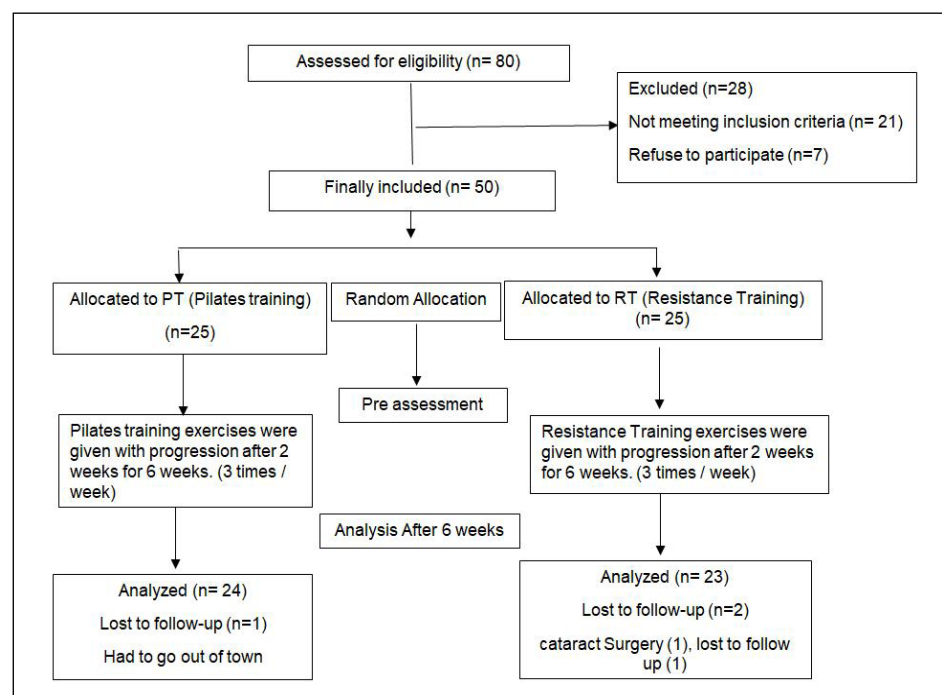 Assessed for eligibility (n= 80)
Excluded (n=28)
Not meeting inclusion criteria (n= 21)
Refuse to participate (n=7)
Finally included (n= 50)
Allocated to PT (Pilates training)
(n=25)
Random Allocation
Allocated to RT (Resistance Training)
(n= 25)
Pre assessment
Pilates training exercises were
given with progression after 2
weeks for 6 weeks. (3 times /
week)
Resistance Training exercises were
given with progression after 2 weeks
for 6 weeks. (3 times / week)
Analysis After 6 weeks
Analyzed (n= 24)
Lost to follow-up (n=1)
Had to go out of town
Analyzed (n= 23)
Lost to follow-up (n=2)
cataract Surgery (1), lost to follow
up (1)